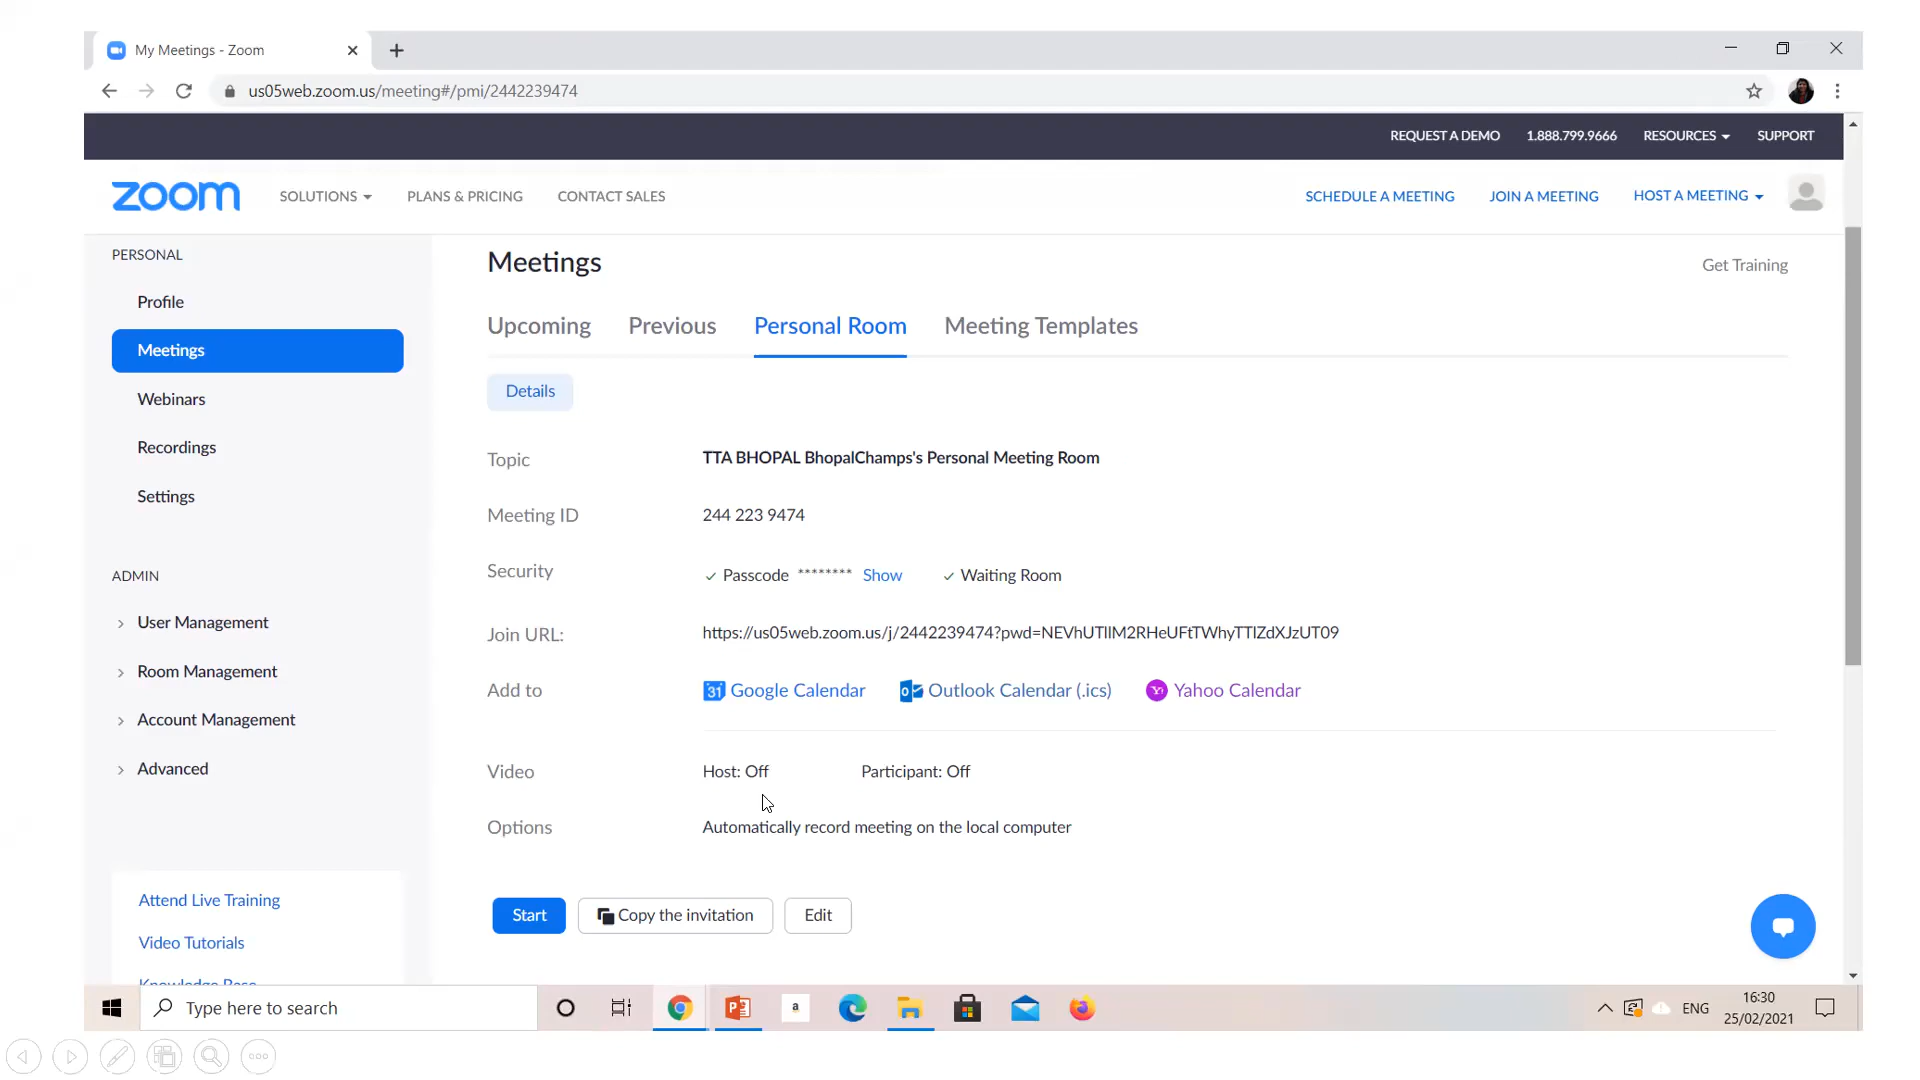 My Meetings - Zoom
us05web.zoom.us/meeting#/pmi/2442239474
REQUEST A DEMO 1.888.799.9666 RESOURCES SUPPORT
zoom SOLUTIONS PLANS & PRICING CONTACT SALES SCHEDULE A MEETING JOIN A MEETING HOST A MEETING
PERSONAL
Profile
Meetings
Webinars
Recordings
Settings
ADMIN
User Management
Room Management
Account Management
Advanced
Attend Live Training
Video Tutorials
Knowledge Base
Meetings
Get Training
Upcoming Previous Personal Room Meeting Templates
Details
Topic TTA BHOPAL BhopalChamps's Personal Meeting Room
Meeting ID 244 223 9474
Security Passcode ******** Show Waiting Room
Join URL: https://us05web.zoom.us/j/2442239474?pwd=NEVhUTllM2RHeUFtTWhyTTlZdXJzUT09
Add to 31 Google Calendar Outlook Calendar (.ics) Yahoo Calendar
Video Host: Off Participant: Off
Options Automatically record meeting on the local computer
Start Copy the invitation Edit
Type here to search
ENG
16:30
25/02/2021